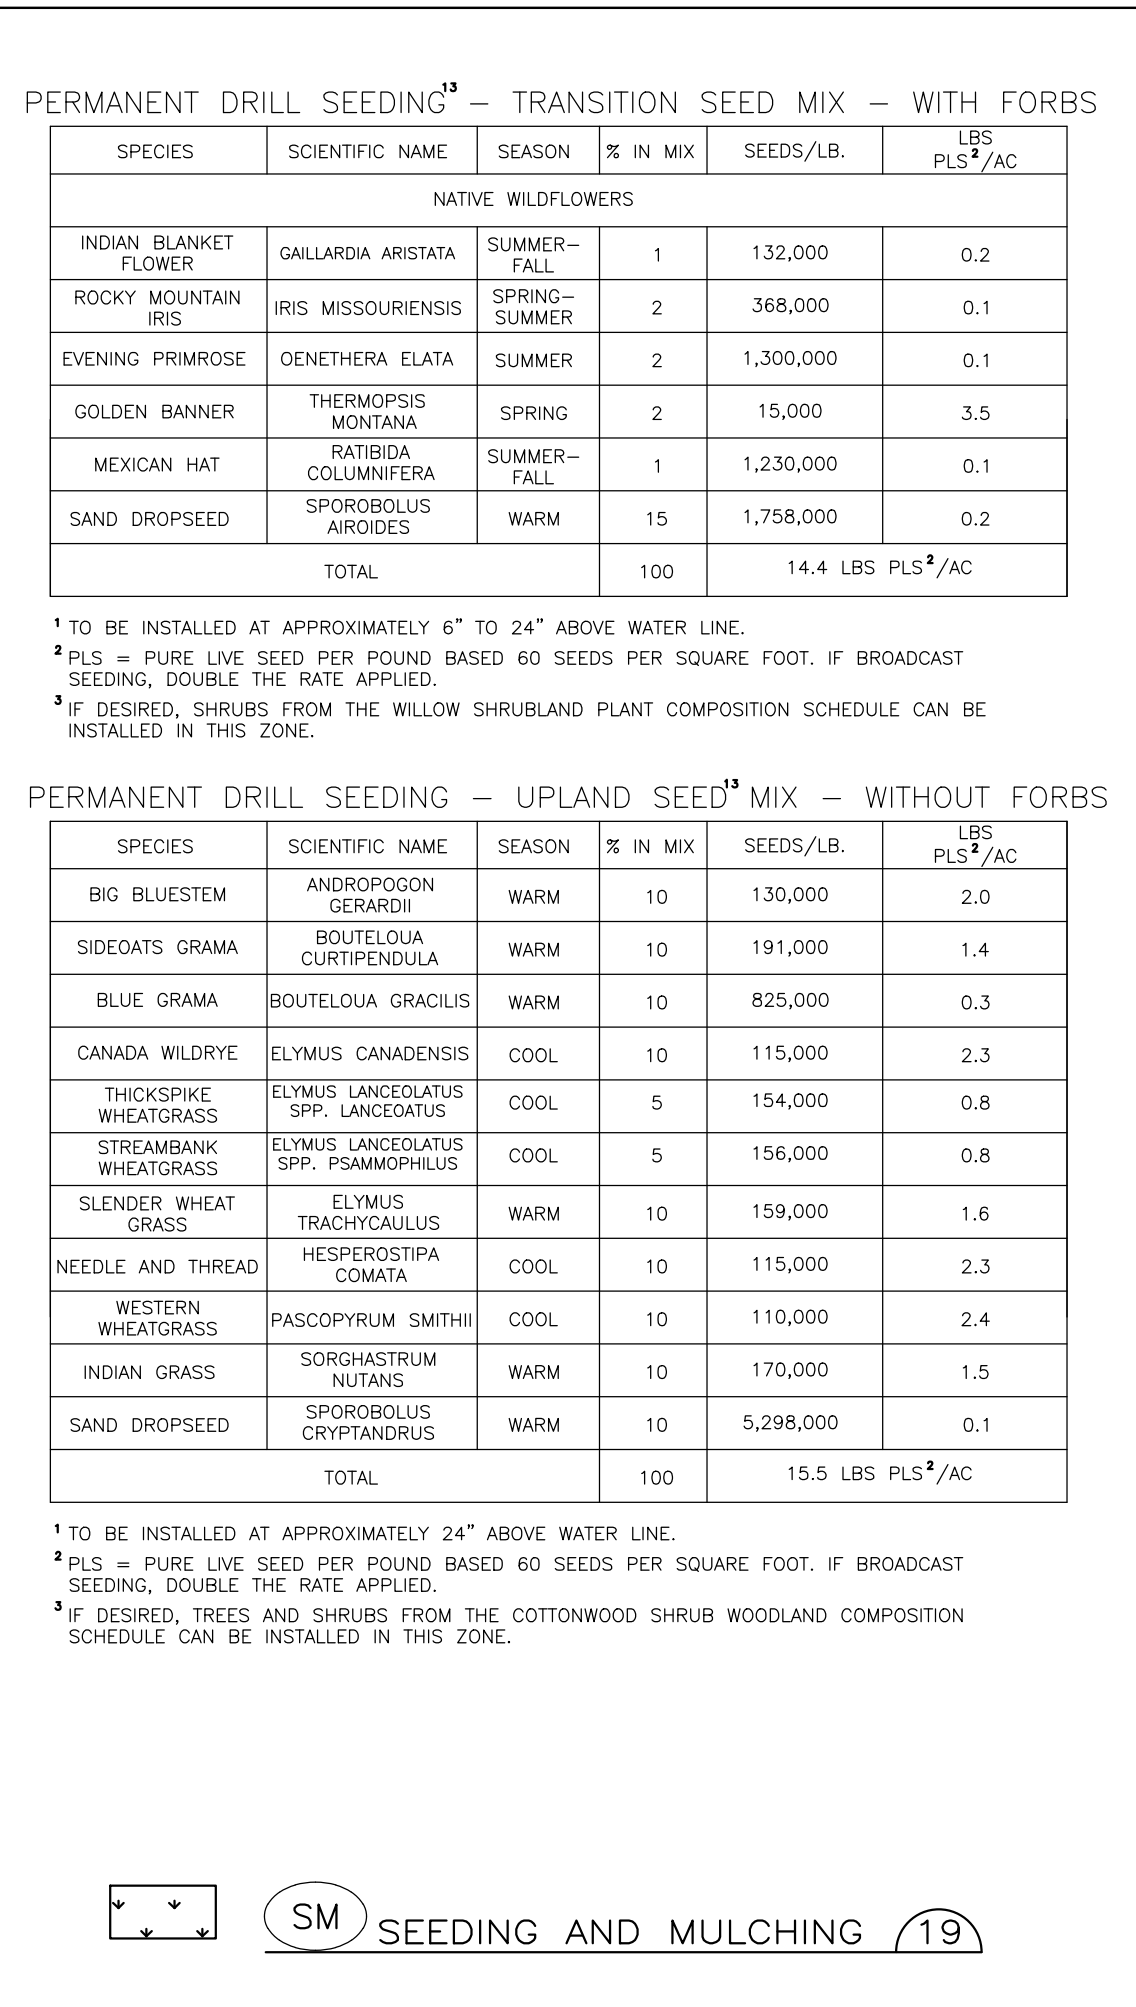 PERMANENT DRILL SEEDING¹³ – TRANSITION SEED MIX – WITH FORBS
SPECIES SCIENTIFIC NAME SEASON % IN MIX SEEDS/LB. LBS PLS²/AC
NATIVE WILDFLOWERS
INDIAN BLANKET FLOWER GAILLARDIA ARISTATA SUMMER–FALL 1 132,000 0.2
ROCKY MOUNTAIN IRIS IRIS MISSOURIENSIS SPRING–SUMMER 2 368,000 0.1
EVENING PRIMROSE OENETHERA ELATA SUMMER 2 1,300,000 0.1
GOLDEN BANNER THERMOPSIS MONTANA SPRING 2 15,000 3.5
MEXICAN HAT RATIBIDA COLUMNIFERA SUMMER–FALL 1 1,230,000 0.1
SAND DROPSEED SPOROBOLUS AIROIDES WARM 15 1,758,000 0.2
TOTAL 100 14.4 LBS PLS²/AC
¹ TO BE INSTALLED AT APPROXIMATELY 6" TO 24" ABOVE WATER LINE.
² PLS = PURE LIVE SEED PER POUND BASED 60 SEEDS PER SQUARE FOOT. IF BROADCAST
SEEDING, DOUBLE THE RATE APPLIED.
³ IF DESIRED, SHRUBS FROM THE WILLOW SHRUBLAND PLANT COMPOSITION SCHEDULE CAN BE
INSTALLED IN THIS ZONE.
PERMANENT DRILL SEEDING – UPLAND SEED¹³ MIX – WITHOUT FORBS
SPECIES SCIENTIFIC NAME SEASON % IN MIX SEEDS/LB. LBS PLS²/AC
BIG BLUESTEM ANDROPOGON GERARDII WARM 10 130,000 2.0
SIDEOATS GRAMA BOUTELOUA CURTIPENDULA WARM 10 191,000 1.4
BLUE GRAMA BOUTELOUA GRACILIS WARM 10 825,000 0.3
CANADA WILDRYE ELYMUS CANADENSIS COOL 10 115,000 2.3
THICKSPIKE WHEATGRASS ELYMUS LANCEOLATUS SPP. LANCEOATUS COOL 5 154,000 0.8
STREAMBANK WHEATGRASS ELYMUS LANCEOLATUS SPP. PSAMMOPHILUS COOL 5 156,000 0.8
SLENDER WHEAT GRASS ELYMUS TRACHYCAULUS WARM 10 159,000 1.6
NEEDLE AND THREAD HESPEROSTIPA COMATA COOL 10 115,000 2.3
WESTERN WHEATGRASS PASCOPYRUM SMITHII COOL 10 110,000 2.4
INDIAN GRASS SORGHASTRUM NUTANS WARM 10 170,000 1.5
SAND DROPSEED SPOROBOLUS CRYPTANDRUS WARM 10 5,298,000 0.1
TOTAL 100 15.5 LBS PLS²/AC
¹ TO BE INSTALLED AT APPROXIMATELY 24" ABOVE WATER LINE.
² PLS = PURE LIVE SEED PER POUND BASED 60 SEEDS PER SQUARE FOOT. IF BROADCAST
SEEDING, DOUBLE THE RATE APPLIED.
³ IF DESIRED, TREES AND SHRUBS FROM THE COTTONWOOD SHRUB WOODLAND COMPOSITION
SCHEDULE CAN BE INSTALLED IN THIS ZONE.
SM SEEDING AND MULCHING 19